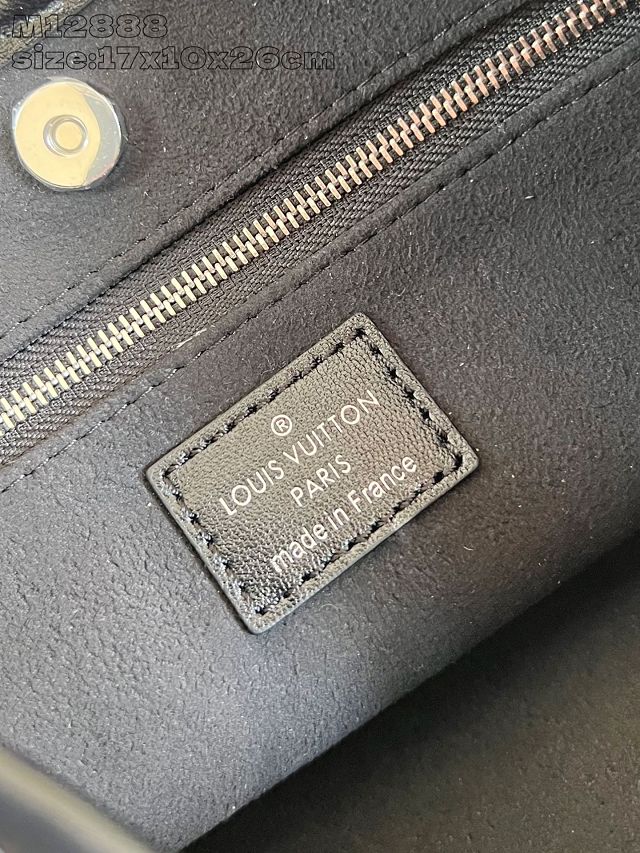 M12888
size:17x10x26cm
®
LOUIS VUITTON
PARIS
made in France